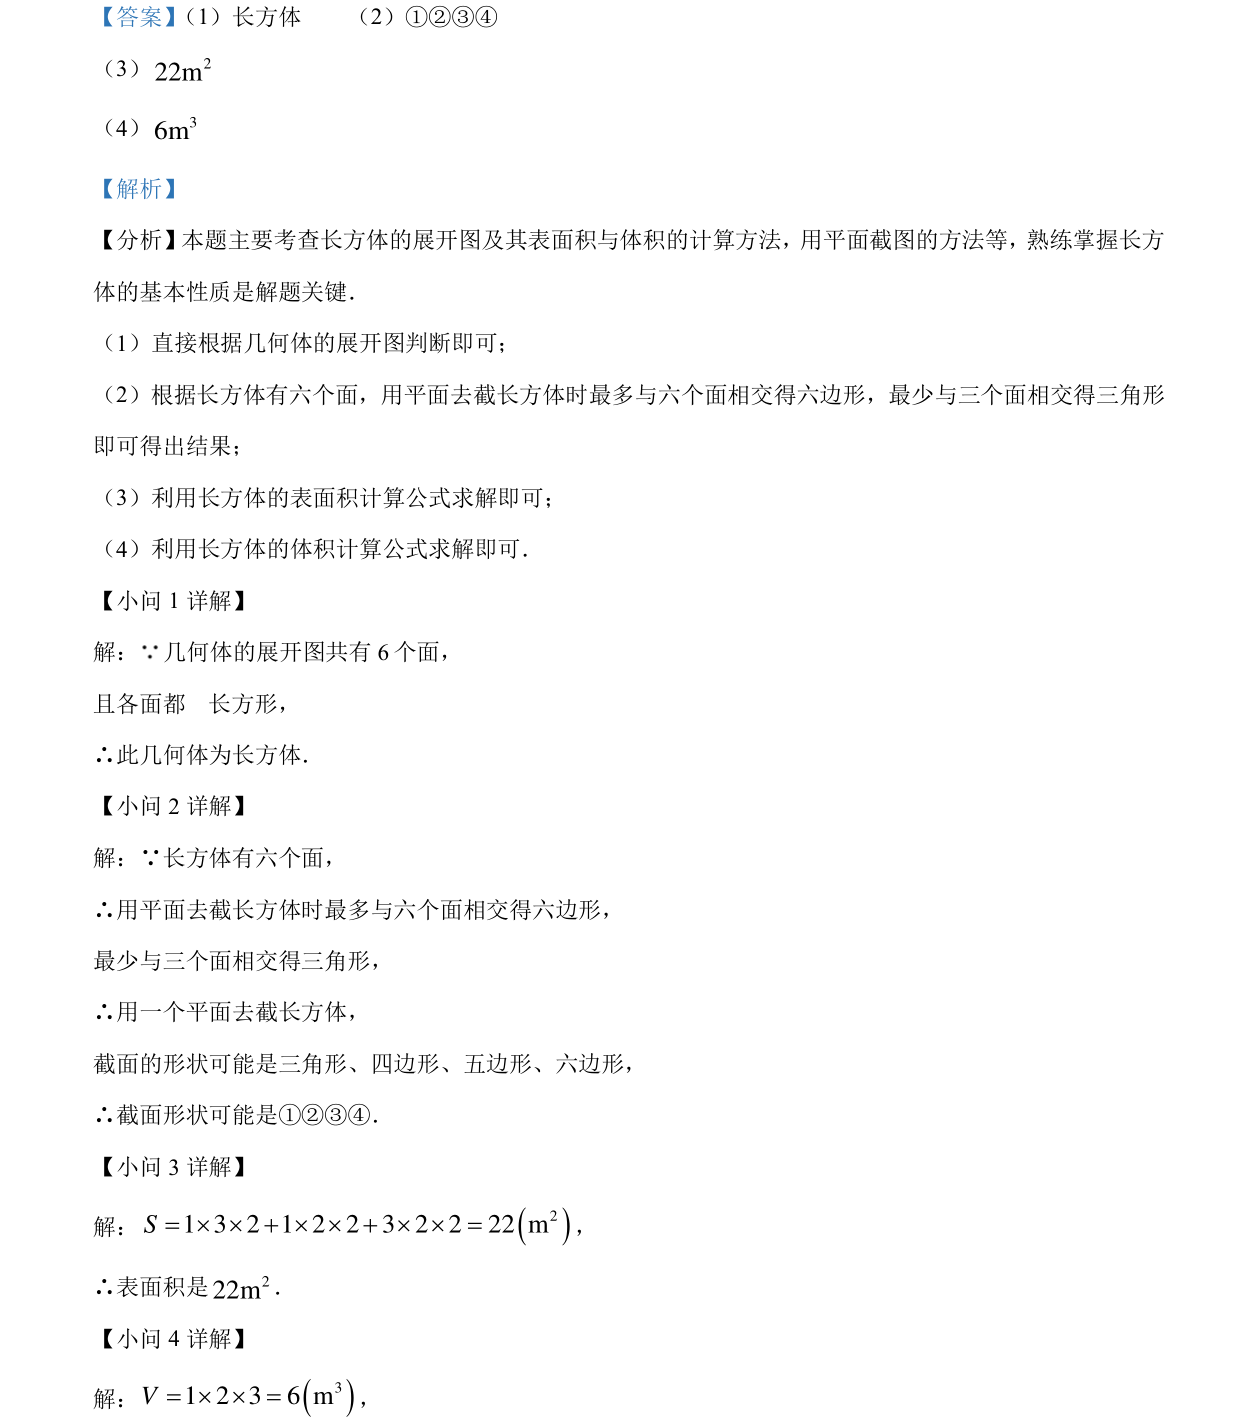 【答案】（1）长方体　　（2）①②③④
（3）22m²
（4）6m³
【解析】
【分析】本题主要考查长方体的展开图及其表面积与体积的计算方法，用平面截图的方法等，熟练掌握长方
体的基本性质是解题关键．
（1）直接根据几何体的展开图判断即可；
（2）根据长方体有六个面，用平面去截长方体时最多与六个面相交得六边形，最少与三个面相交得三角形
即可得出结果；
（3）利用长方体的表面积计算公式求解即可；
（4）利用长方体的体积计算公式求解即可．
【小问 1 详解】
解：∵几何体的展开图共有 6 个面，
且各面都　长方形，
∴此几何体为长方体．
【小问 2 详解】
解：∵长方体有六个面，
∴用平面去截长方体时最多与六个面相交得六边形，
最少与三个面相交得三角形，
∴用一个平面去截长方体，
截面的形状可能是三角形、四边形、五边形、六边形，
∴截面形状可能是①②③④．
【小问 3 详解】
解：S＝1×3×2+1×2×2+3×2×2＝22(m²)，
∴表面积是22m²．
【小问 4 详解】
解：V＝1×2×3＝6(m³)，